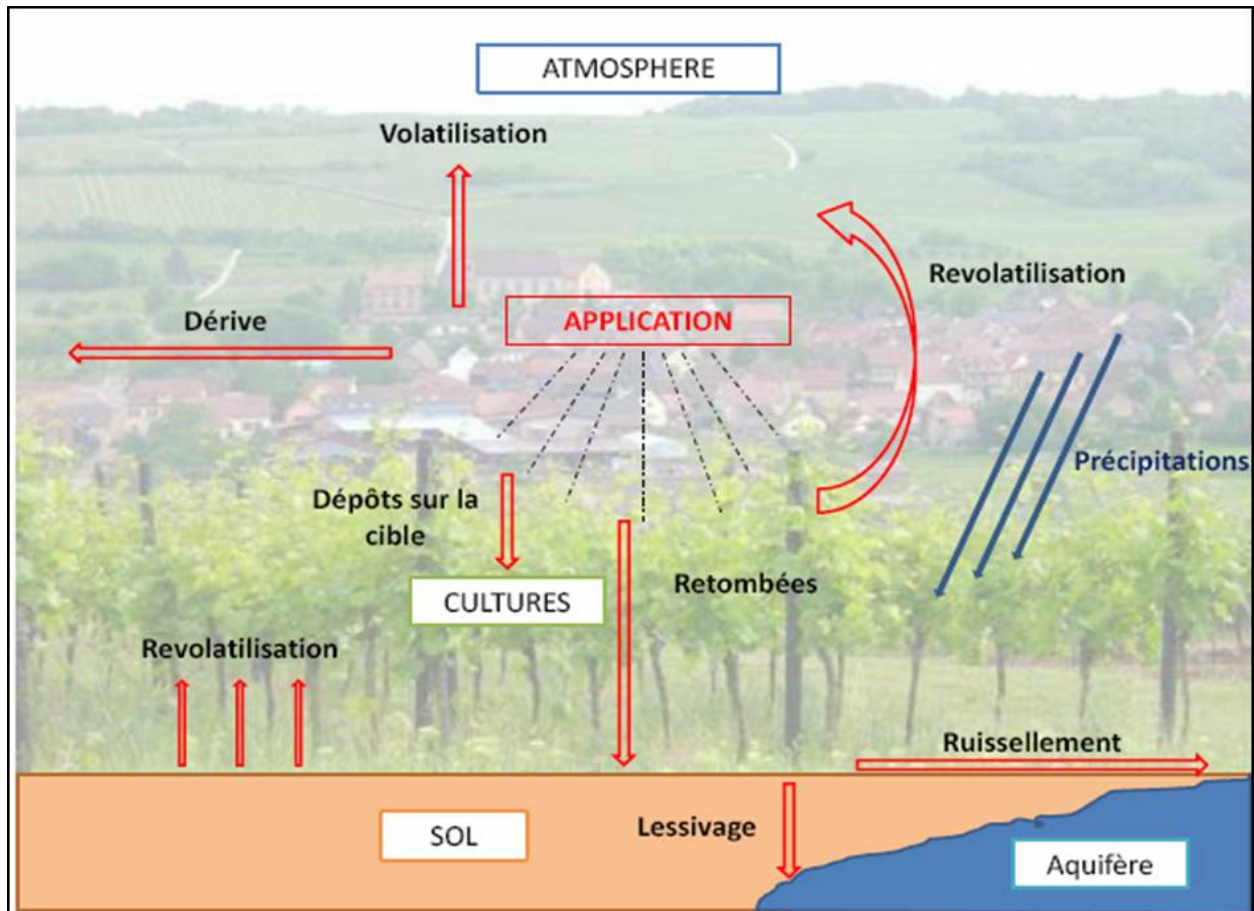 ATMOSPHERE
Volatilisation
Revolatilisation
Dérive
APPLICATION
Précipitations
Dépôts sur la
cible
Retombées
CULTURES
Revolatilisation
Ruissellement
SOL
Lessivage
Aquifère